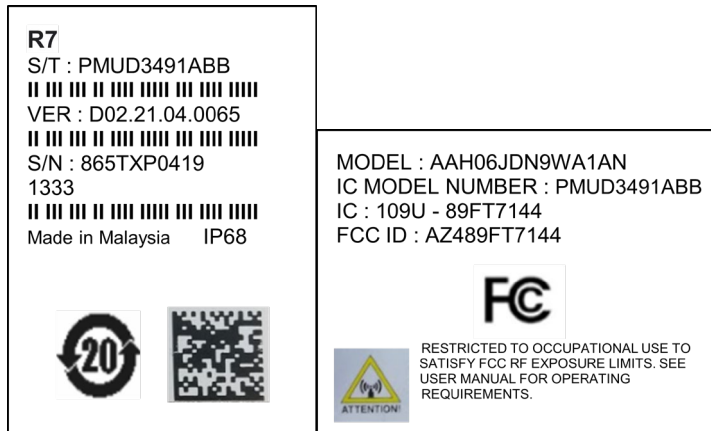 R7
S/T : PMUD3491ABB
VER : D02.21.04.0065
S/N : 865TXP0419
1333
Made in Malaysia IP68
20
MODEL : AAH06JDN9WA1AN
IC MODEL NUMBER : PMUD3491ABB
IC : 109U - 89FT7144
FCC ID : AZ489FT7144
FC
RESTRICTED TO OCCUPATIONAL USE TO
SATISFY FCC RF EXPOSURE LIMITS. SEE
USER MANUAL FOR OPERATING
REQUIREMENTS.
ATTENTION!